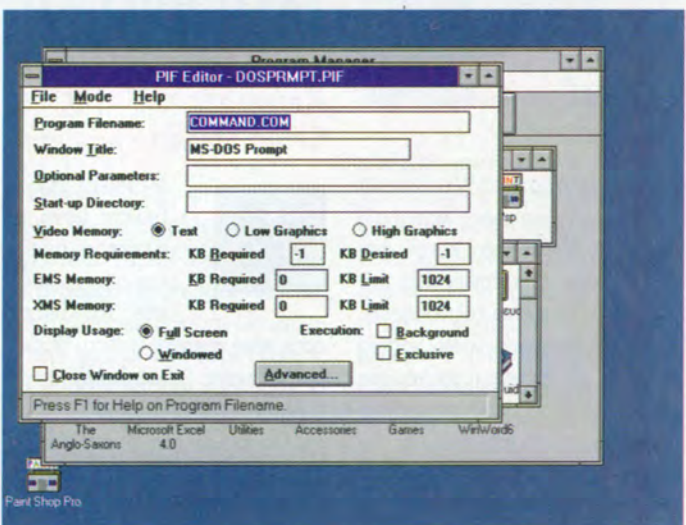 Program Manager
PIF Editor - DOSPRMPT.PIF
File Mode Help
Program Filename: COMMAND.COM
Window Title: MS-DOS Prompt
Optional Parameters:
Start-up Directory:
Video Memory: Text Low Graphics High Graphics
Memory Requirements: KB Required -1 KB Desired -1
EMS Memory: KB Required 0 KB Limit 1024
XMS Memory: KB Required 0 KB Limit 1024
Display Usage: Full Screen Execution: Background
Windowed Exclusive
Close Window on Exit Advanced...
Press F1 for Help on Program Filename.
The Anglo-Saxons
Microsoft Excel 4.0
Utilities
Accessories
Games
WinWord6
Paint Shop Pro